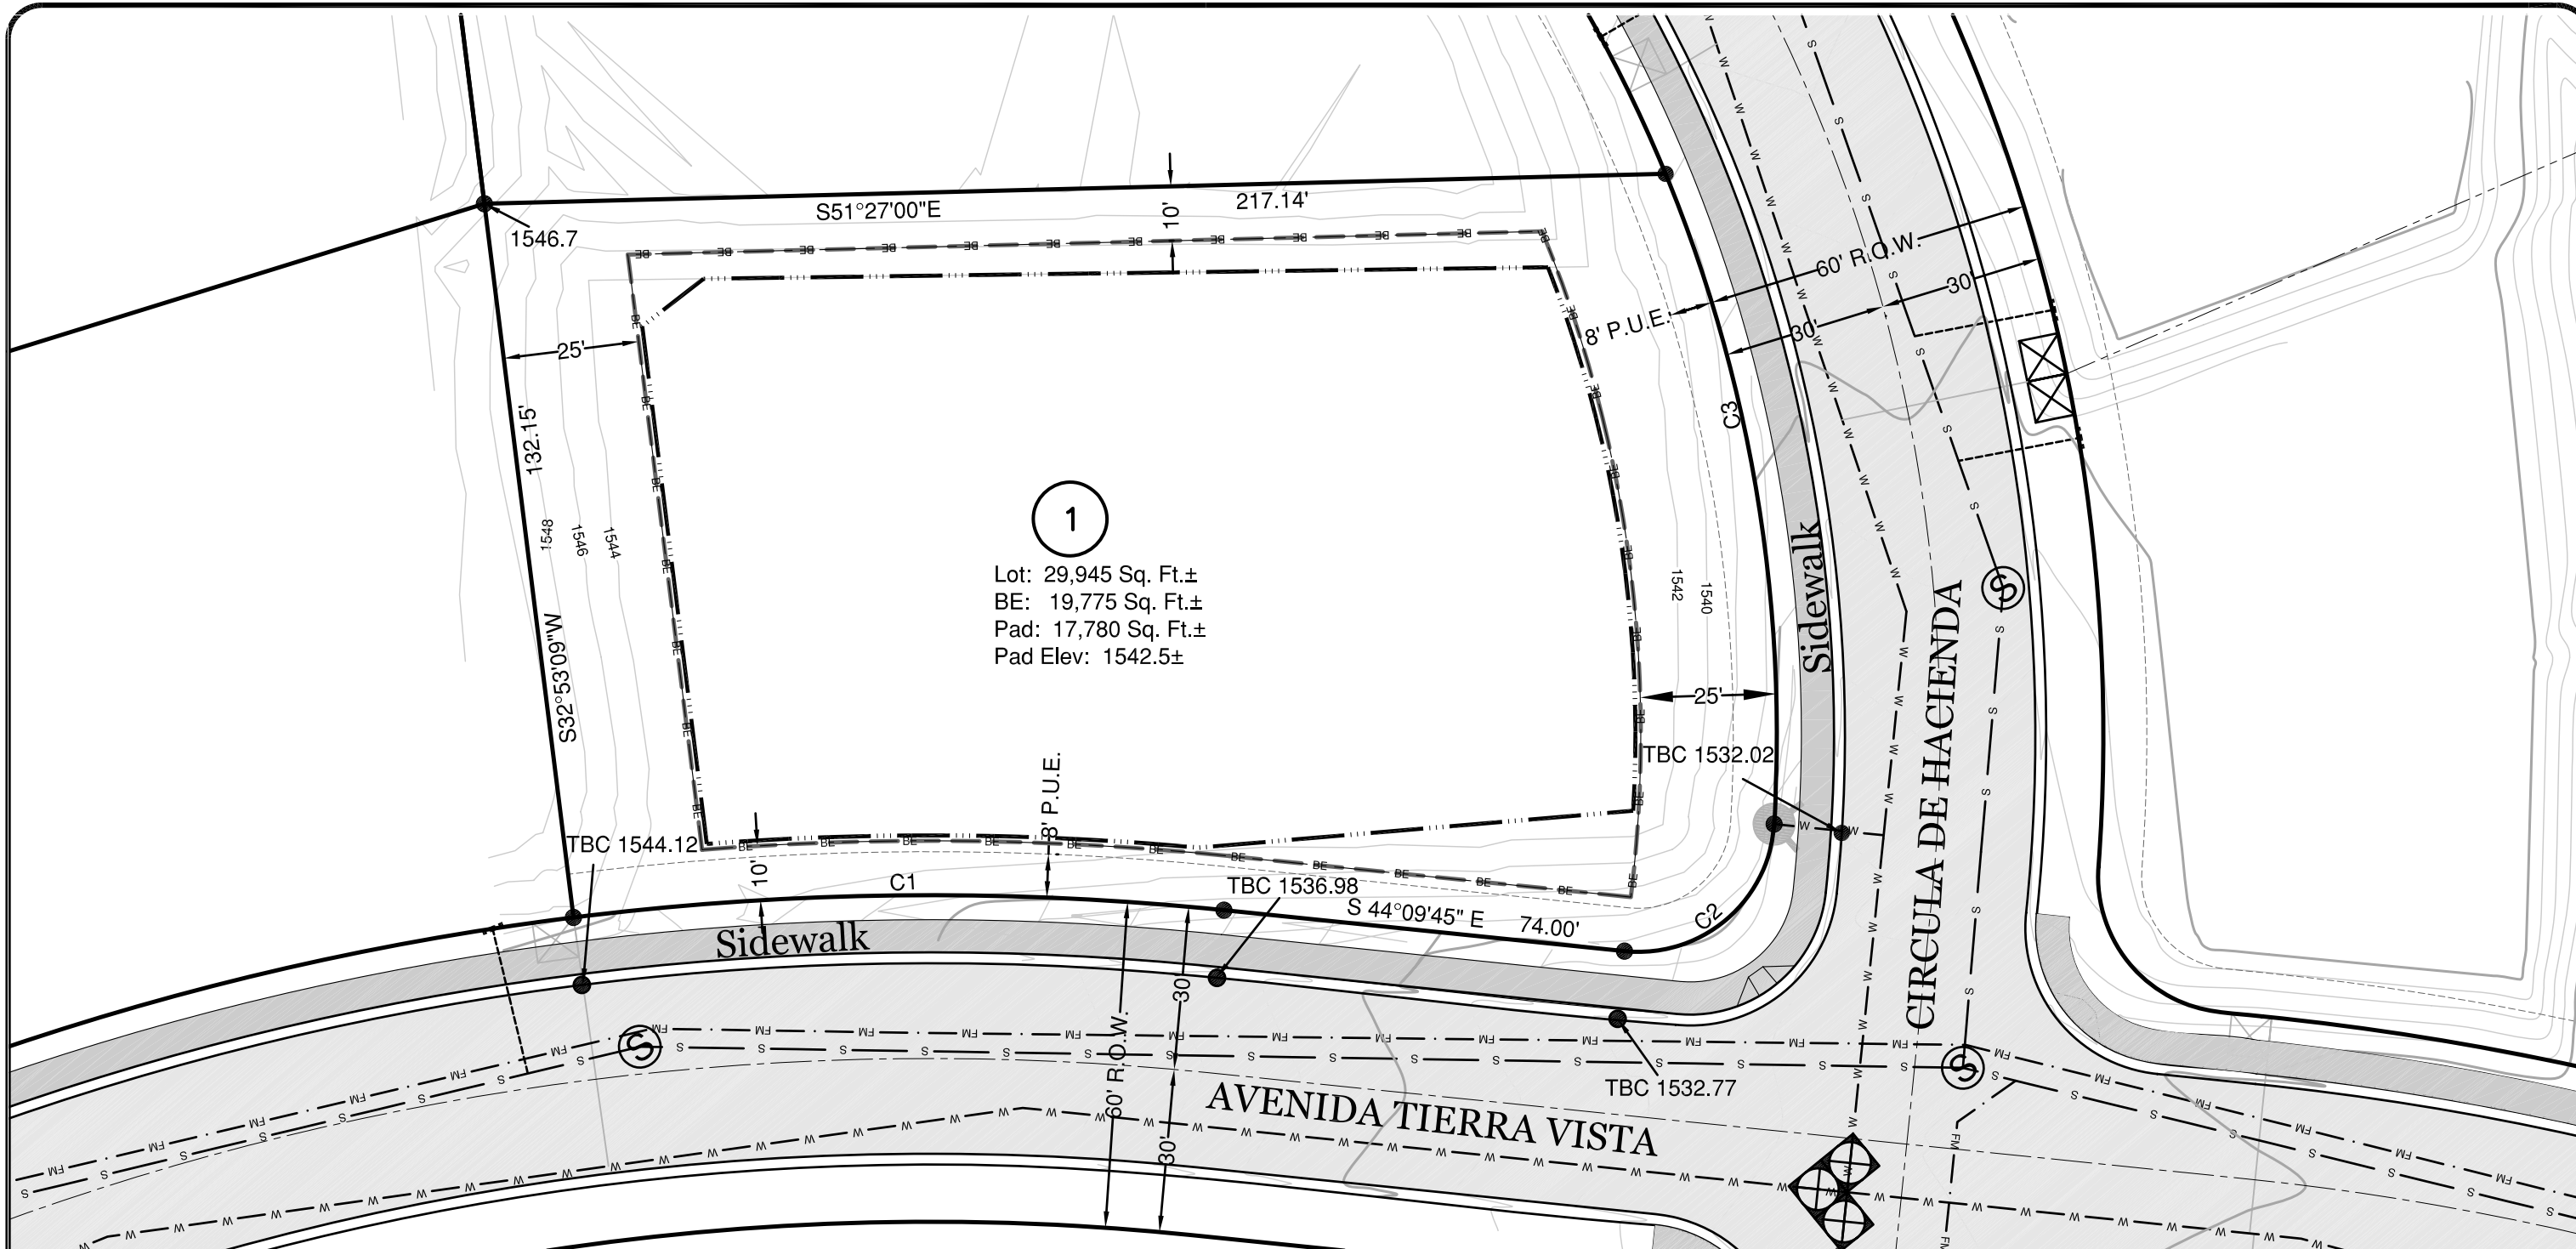 S51°27'00"E
217.14'
10'
1546.7
25'
132.15'
S32°53'09"W
1548
1546
1544
1
Lot: 29,945 Sq. Ft.±
BE: 19,775 Sq. Ft.±
Pad: 17,780 Sq. Ft.±
Pad Elev: 1542.5±
8' P.U.E.
60' R.O.W.
30'
30'
C3
Sidewalk
1542
1540
25'
TBC 1532.02
CIRCULA DE HACIENDA
8' P.U.E.
TBC 1544.12
10'
C1
TBC 1536.98
S 44°09'45" E
74.00'
C2
Sidewalk
60' R.O.W.
30'
30'
TBC 1532.77
AVENIDA TIERRA VISTA
BE
W
S
FM